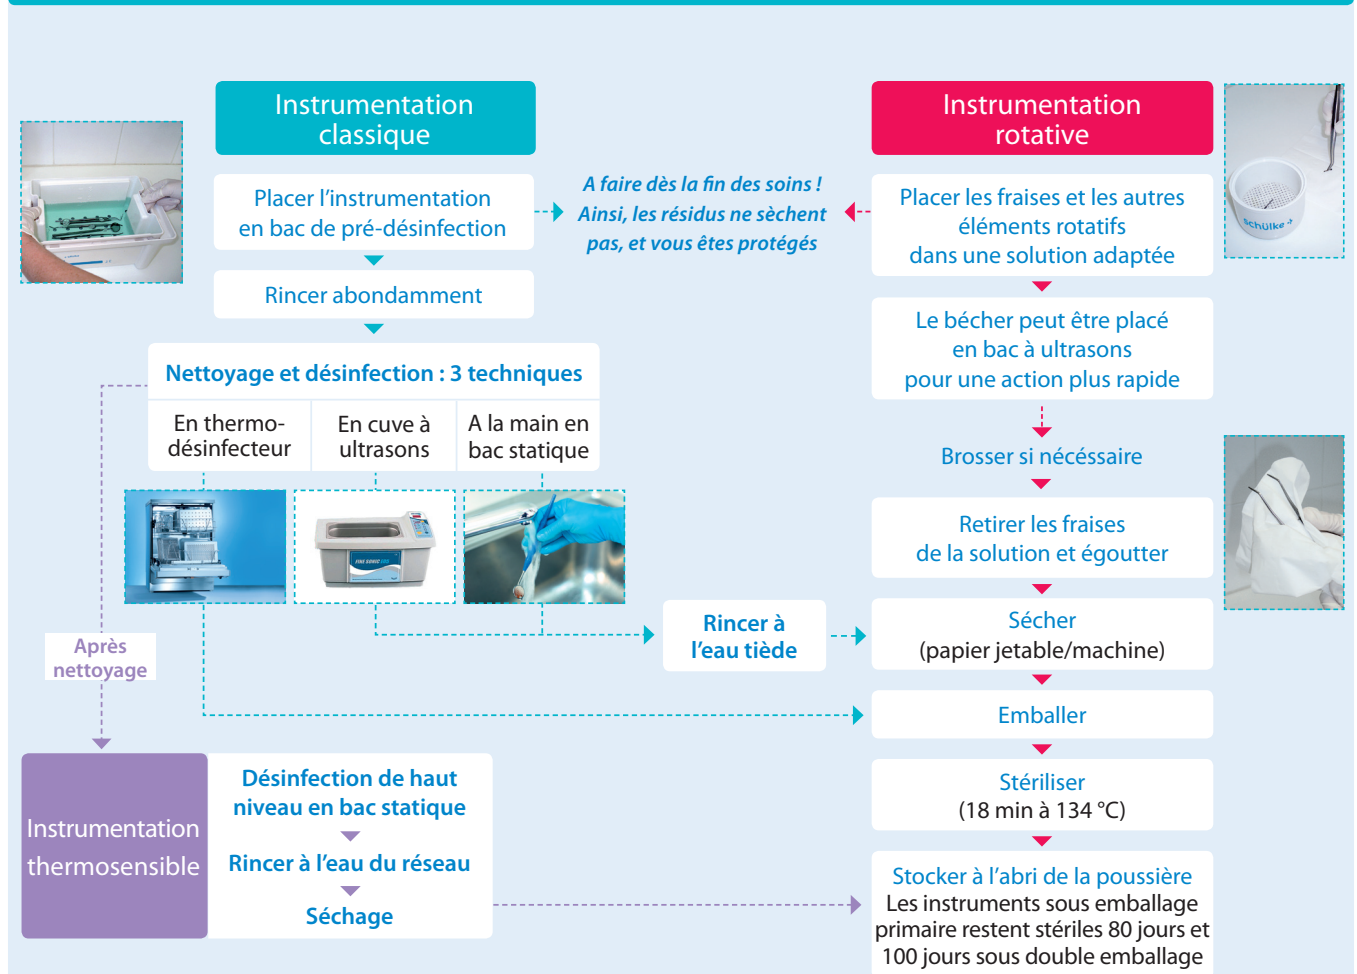 Instrumentation
classique
Placer l’instrumentation
en bac de pré-désinfection
Rincer abondamment
A faire dès la fin des soins !
Ainsi, les résidus ne sèchent
pas, et vous êtes protégés
Nettoyage et désinfection : 3 techniques
En thermo-
désinfecteur
En cuve à
ultrasons
A la main en
bac statique
FINE SONIC
Rincer à
l’eau tiède
Après
nettoyage
Instrumentation
thermosensible
Désinfection de haut
niveau en bac statique
Rincer à l’eau du réseau
Séchage
Instrumentation
rotative
Placer les fraises et les autres
éléments rotatifs
dans une solution adaptée
schülke
Le bécher peut être placé
en bac à ultrasons
pour une action plus rapide
Brosser si nécéssaire
Retirer les fraises
de la solution et égoutter
Sécher
(papier jetable/machine)
Emballer
Stériliser
(18 min à 134 °C)
Stocker à l’abri de la poussière
Les instruments sous emballage
primaire restent stériles 80 jours et
100 jours sous double emballage